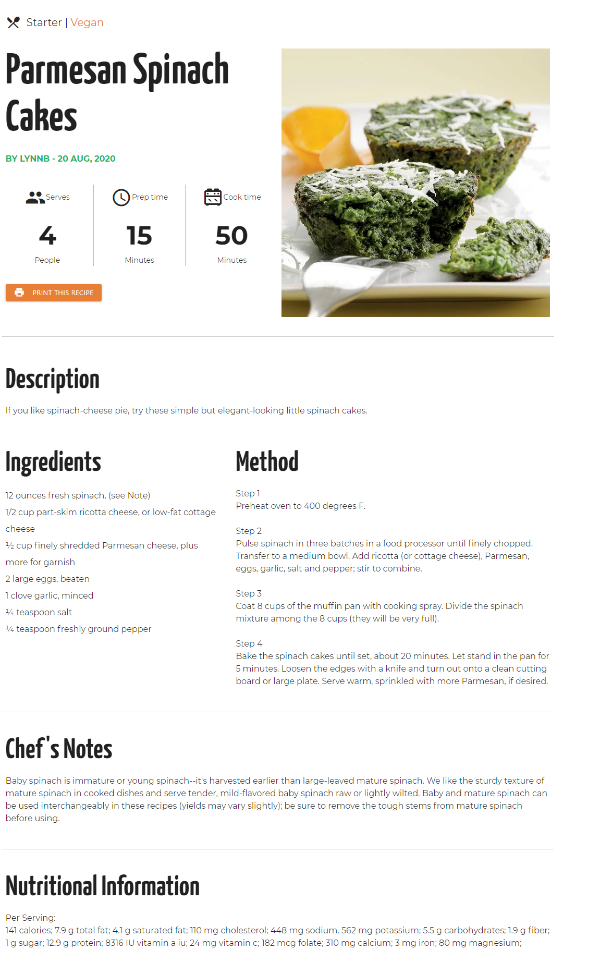 Starter | Vegan
Parmesan Spinach
Cakes
BY LYNNB - 20 AUG, 2020
Serves
Prep time
Cook time
4
15
50
People
Minutes
Minutes
PRINT THIS RECIPE
Description
If you like spinach-cheese pie, try these simple but elegant-looking little spinach cakes.
Ingredients
12 ounces fresh spinach, (see Note)
1/2 cup part-skim ricotta cheese, or low-fat cottage
cheese
½ cup finely shredded Parmesan cheese, plus
more for garnish
2 large eggs, beaten
1 clove garlic, minced
¼ teaspoon salt
¼ teaspoon freshly ground pepper
Method
Step 1
Preheat oven to 400 degrees F.
Step 2
Pulse spinach in three batches in a food processor until finely chopped.
Transfer to a medium bowl. Add ricotta (or cottage cheese), Parmesan,
eggs, garlic, salt and pepper; stir to combine.
Step 3
Coat 8 cups of the muffin pan with cooking spray. Divide the spinach
mixture among the 8 cups (they will be very full).
Step 4
Bake the spinach cakes until set, about 20 minutes. Let stand in the pan for
5 minutes. Loosen the edges with a knife and turn out onto a clean cutting
board or large plate. Serve warm, sprinkled with more Parmesan, if desired.
Chef's Notes
Baby spinach is immature or young spinach--it's harvested earlier than large-leaved mature spinach. We like the sturdy texture of
mature spinach in cooked dishes and serve tender, mild-flavored baby spinach raw or lightly wilted. Baby and mature spinach can
be used interchangeably in these recipes (yields may vary slightly); be sure to remove the tough stems from mature spinach
before using.
Nutritional Information
Per Serving:
141 calories; 7.9 g total fat; 4.1 g saturated fat; 110 mg cholesterol; 448 mg sodium. 562 mg potassium; 5.5 g carbohydrates; 1.9 g fiber;
1 g sugar; 12.9 g protein; 8316 IU vitamin a iu; 24 mg vitamin c; 182 mcg folate; 310 mg calcium; 3 mg iron; 80 mg magnesium;